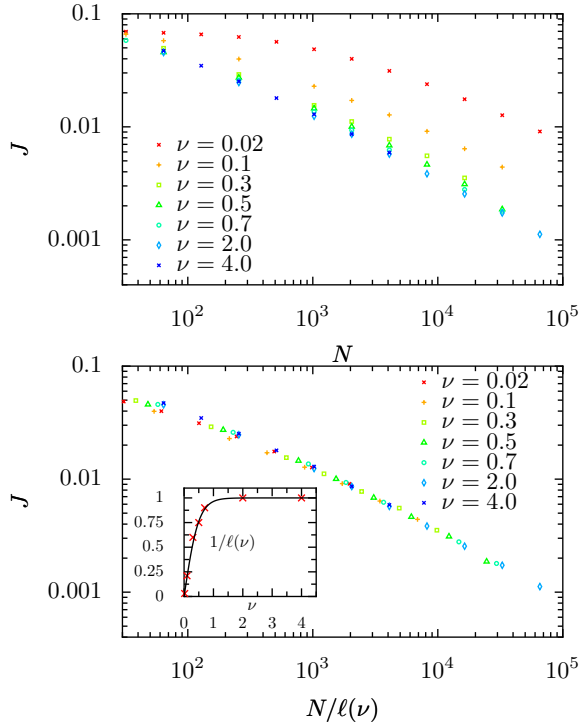 0.1
0.01
0.001
J
ν = 0.02
ν = 0.1
ν = 0.3
ν = 0.5
ν = 0.7
ν = 2.0
ν = 4.0
10^2 10^3 10^4 10^5
N
0.1
0.01
0.001
J
ν = 0.02
ν = 0.1
ν = 0.3
ν = 0.5
ν = 0.7
ν = 2.0
ν = 4.0
1
0.75
0.5
0.25
0
1/ℓ(ν)
ν
0 1 2 3 4
10^2 10^3 10^4 10^5
N/ℓ(ν)